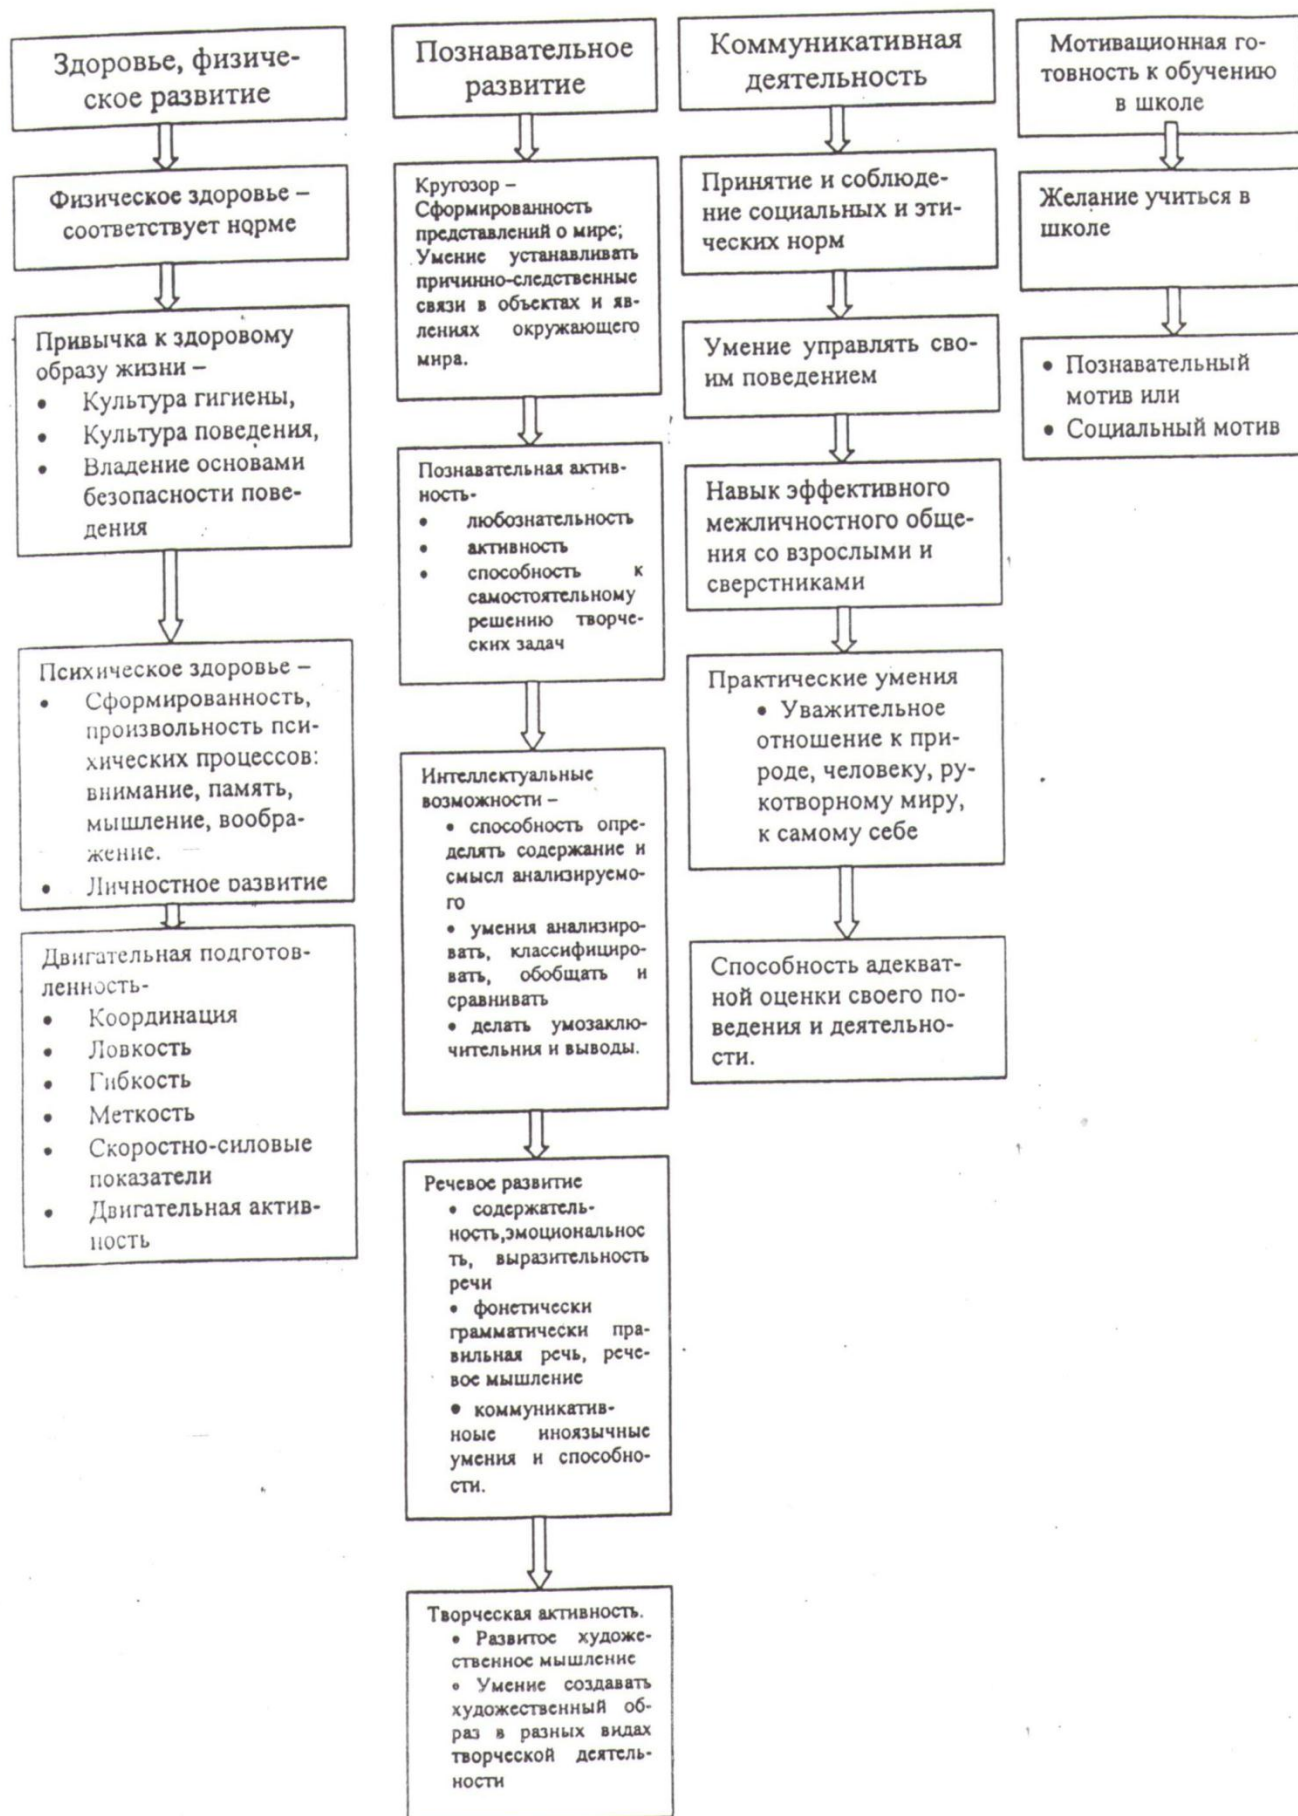 Здоровье, физиче-
ское развитие
Физическое здоровье –
соответствует норме
Привычка к здоровому
образу жизни –
• Культура гигиены,
• Культура поведения,
• Владение основами
безопасности пове-
дения
Психическое здоровье –
• Сформированность,
произвольность пси-
хических процессов:
внимание, память,
мышление, вообра-
жение.
• Личностное развитие
Двигательная подготов-
ленность-
• Координация
• Ловкость
• Гибкость
• Меткость
• Скоростно-силовые
показатели
• Двигательная актив-
ность
Познавательное
развитие
Кругозор –
Сформированность
представлений о мире;
Умение устанавливать
причинно-следственные
связи в объектах и яв-
лениях окружающего
мира.
Познавательная актив-
ность-
• любознательность
• активность
• способность к
самостоятельному
решению творче-
ских задач
Интеллектуальные
возможности –
• способность опре-
делять содержание и
смысл анализируемо-
го
• умения анализиро-
вать, классифициро-
вать, обобщать и
сравнивать
• делать умозаклю-
чительния и выводы.
Речевое развитие
• содержатель-
ность,эмоциональнос
ть, выразительность
речи
• фонетически
грамматически пра-
вильная речь, рече-
вое мышление
• коммуникатив-
ноые иноязычные
умения и способно-
сти.
Творческая активность.
• Развитое художе-
ственное мышление
• Умение создавать
художественный об-
раз в разных видах
творческой деятель-
ности
Коммуникативная
деятельность
Принятие и соблюде-
ние социальных и эти-
ческих норм
Умение управлять сво-
им поведением
Навык эффективного
межличностного обще-
ния со взрослыми и
сверстниками
Практические умения
• Уважительное
отношение к при-
роде, человеку, ру-
котворному миру,
к самому себе
Способность адекват-
ной оценки своего по-
ведения и деятельно-
сти.
Мотивационная го-
товность к обучению
в школе
Желание учиться в
школе
• Познавательный
мотив или
• Социальный мотив